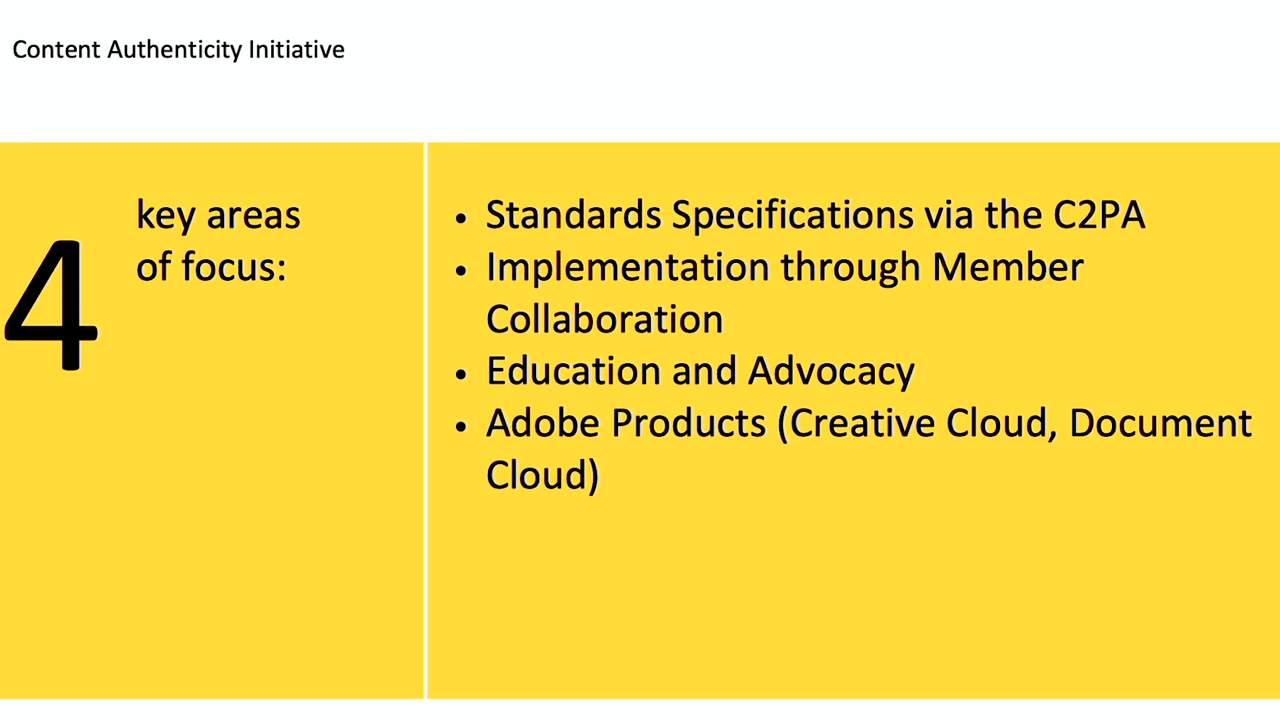 Content Authenticity Initiative
4
key areas
of focus:
• Standards Specifications via the C2PA
• Implementation through Member
Collaboration
• Education and Advocacy
• Adobe Products (Creative Cloud, Document
Cloud)